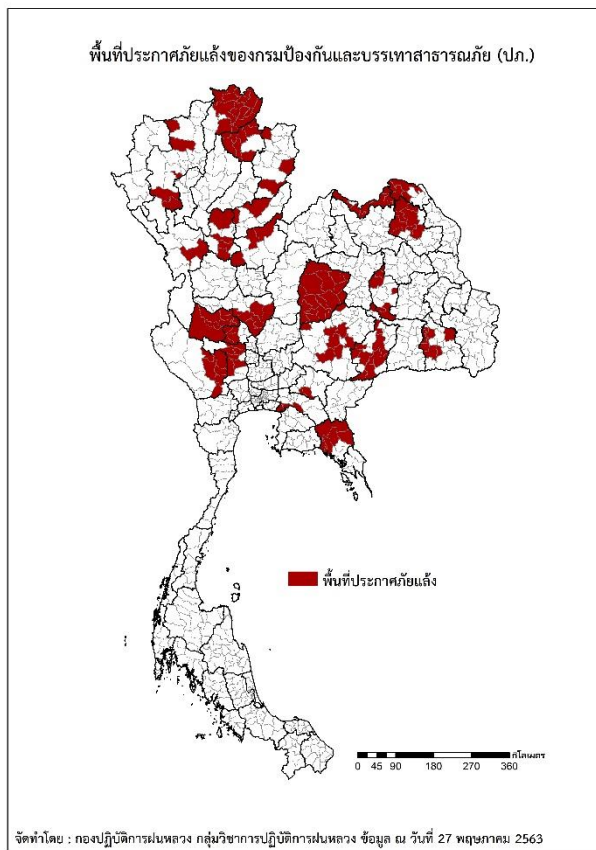 พื้นที่ประกาศภัยแล้งของกรมป้องกันและบรรเทาสาธารณภัย (ปภ.)
พื้นที่ประกาศภัยแล้ง
กิโลเมตร
0 45 90 180 270 360
จัดทำโดย : กองปฏิบัติการฝนหลวง กลุ่มวิชาการปฏิบัติการฝนหลวง ข้อมูล ณ วันที่ 27 พฤษภาคม 2563